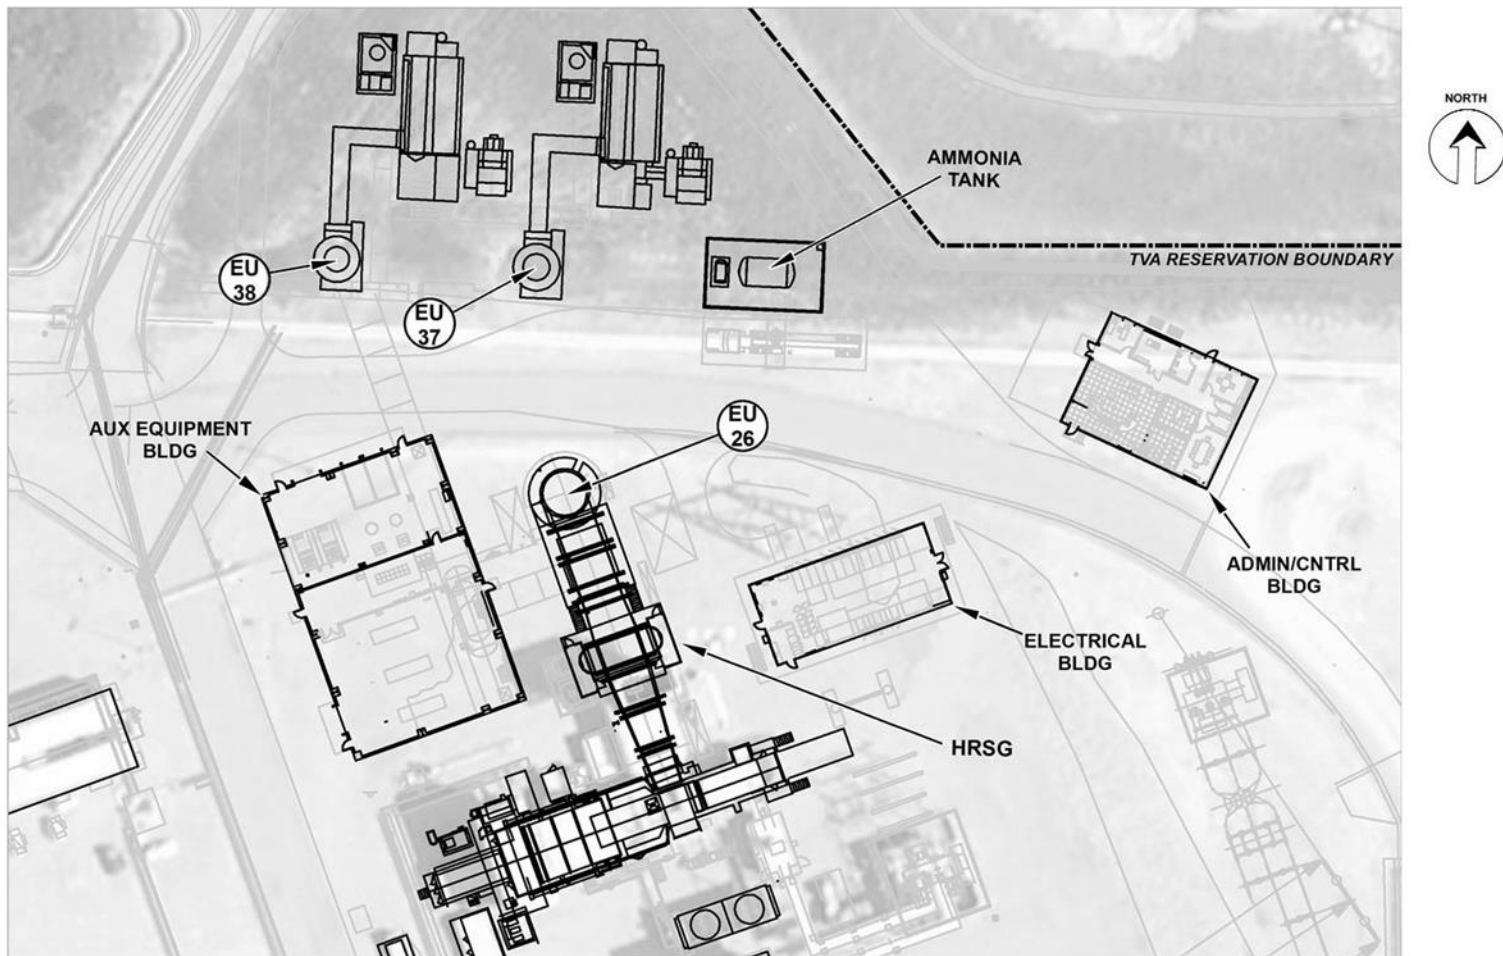 NORTH
AMMONIA
TANK
TVA RESERVATION BOUNDARY
EU
38
EU
37
EU
26
AUX EQUIPMENT
BLDG
ADMIN/CNTRL
BLDG
ELECTRICAL
BLDG
HRSG